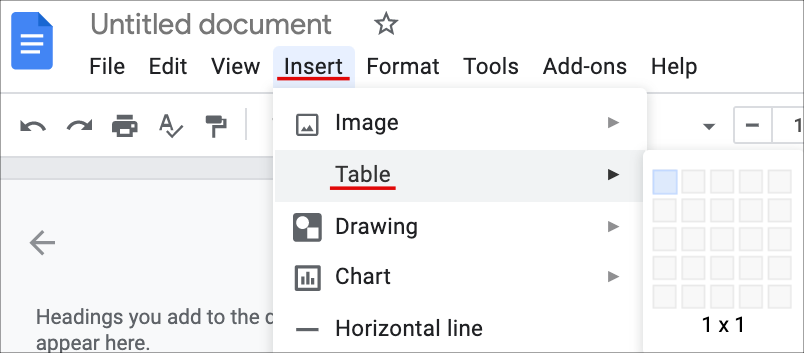 Untitled document
File Edit View Insert Format Tools Add-ons Help
1
Image
Table
Drawing
Chart
Horizontal line
1 x 1
Headings you add to the
appear here.